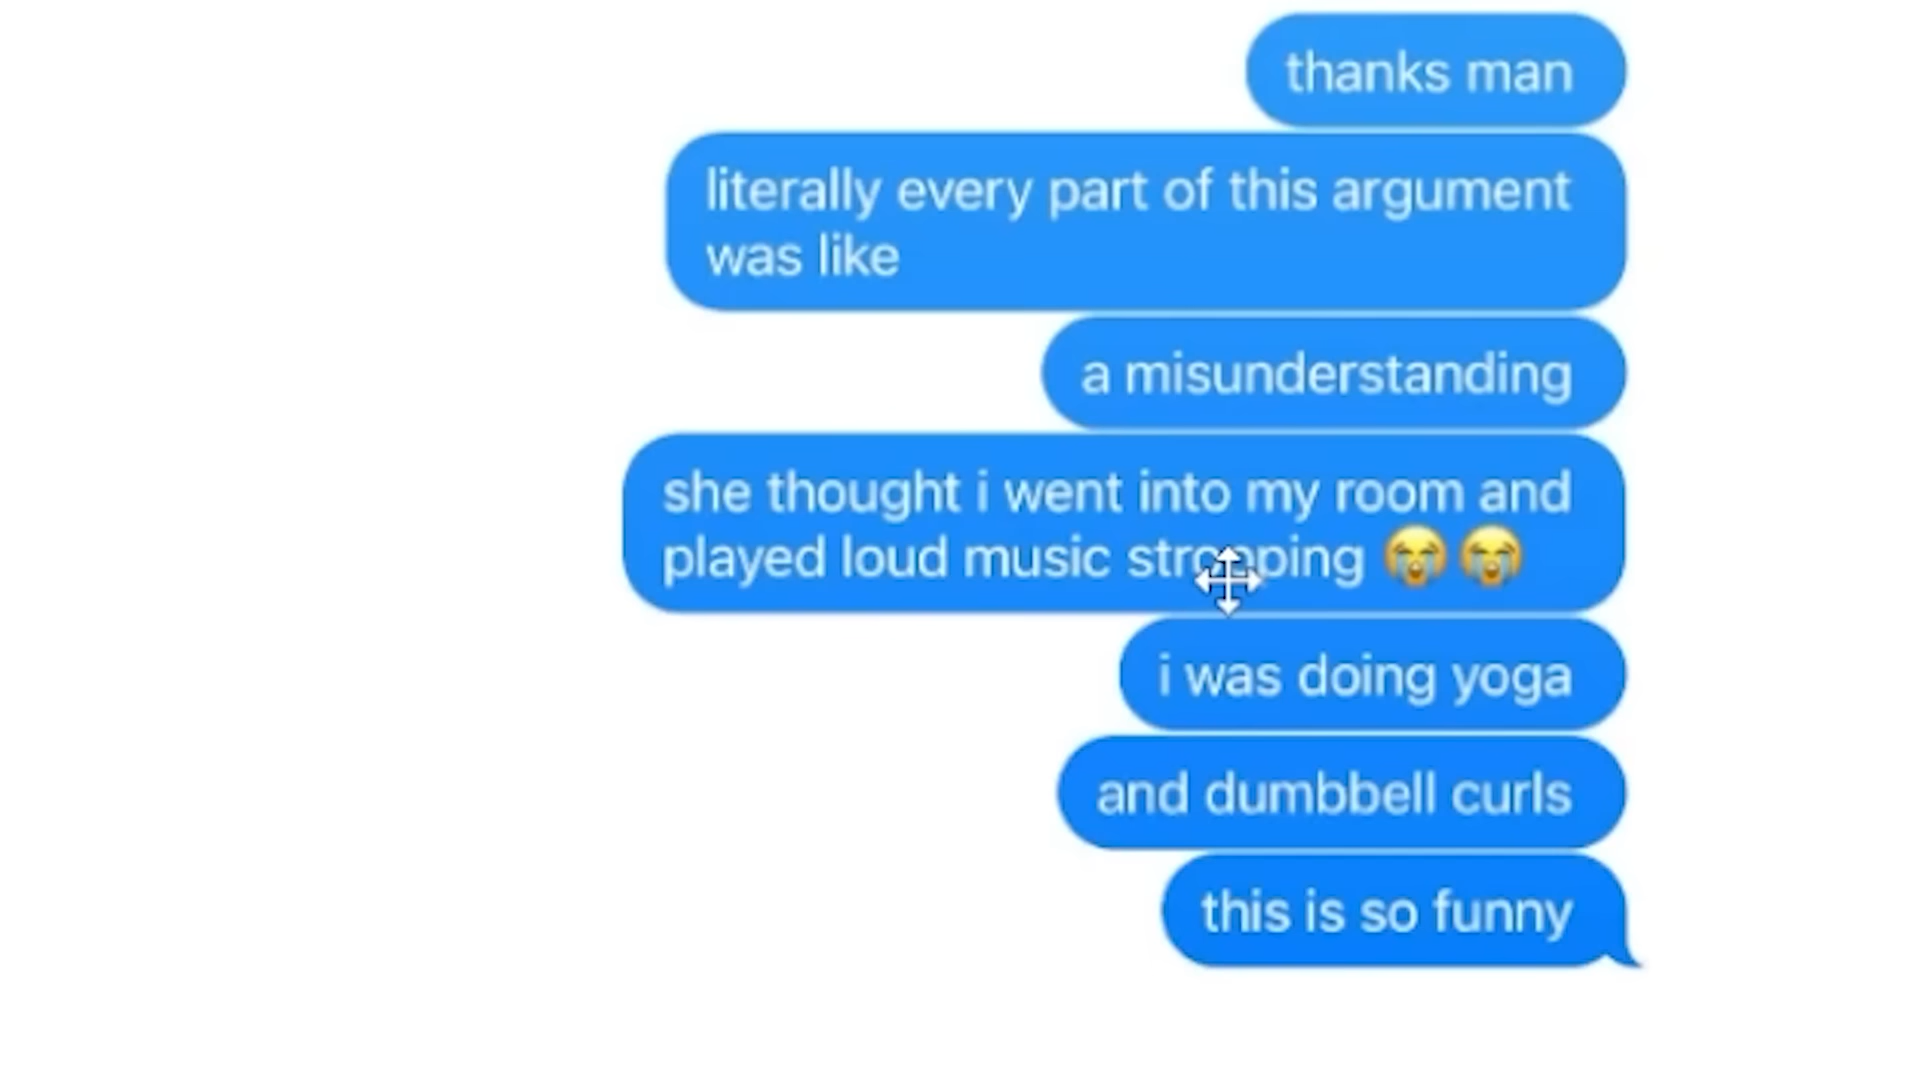 thanks man
literally every part of this argument
was like
a misunderstanding
she thought i went into my room and
played loud music stropping 😭😭
i was doing yoga
and dumbbell curls
this is so funny